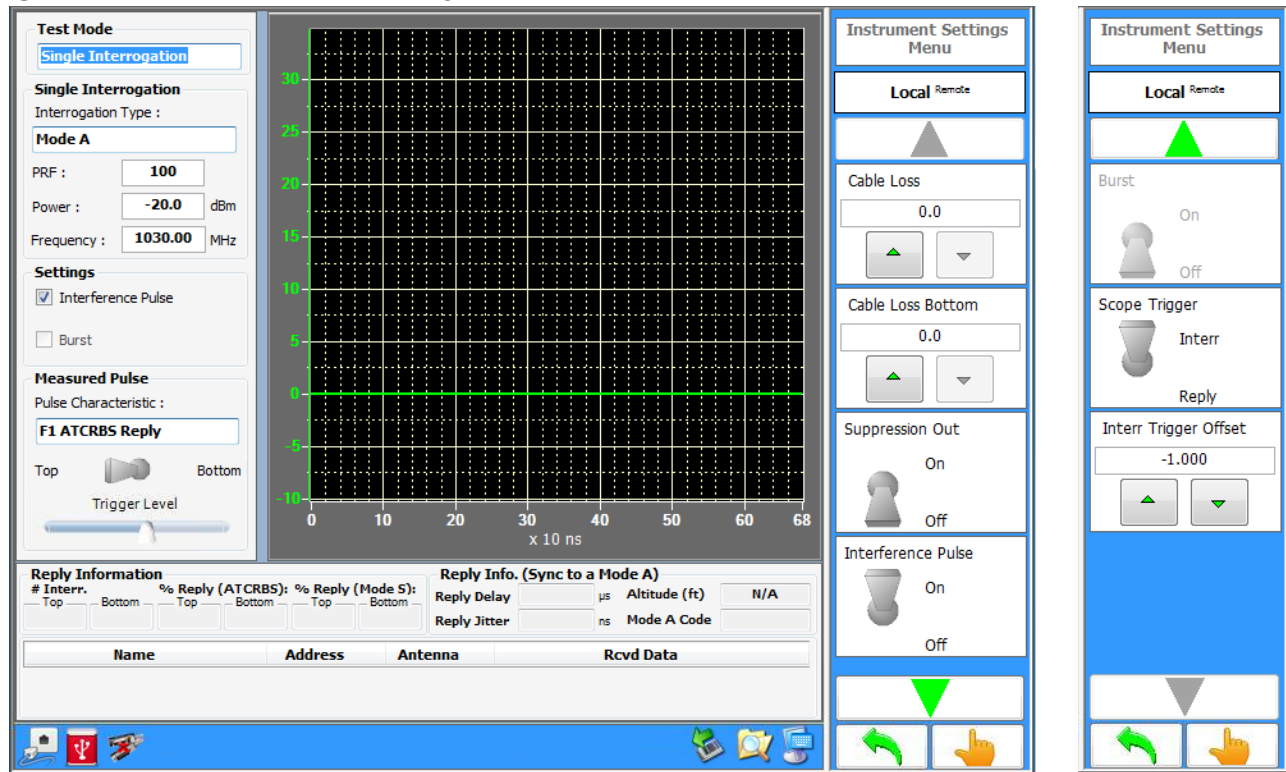 Test Mode
Single Interrogation
Single Interrogation
Interrogation Type :
Mode A
PRF : 100
Power : -20.0 dBm
Frequency : 1030.00 MHz
Settings
Interference Pulse
Burst
Measured Pulse
Pulse Characteristic :
F1 ATCRBS Reply
Top Bottom
Trigger Level
30
25
20
15
10
5
0
-5
-10
0 10 20 30 40 50 60 68
x 10 ns
Reply Information
# Interr. % Reply (ATCRBS): % Reply (Mode S):
Top Bottom Top Bottom Top Bottom
Reply Info. (Sync to a Mode A)
Reply Delay µs Altitude (ft) N/A
Reply Jitter ns Mode A Code
Name Address Antenna Rcvd Data
Instrument Settings
Menu
Local Remote
Cable Loss
0.0
Cable Loss Bottom
0.0
Suppression Out
On
Off
Interference Pulse
On
Off
Instrument Settings
Menu
Local Remote
Burst
On
Off
Scope Trigger
Interr
Reply
Interr Trigger Offset
-1.000